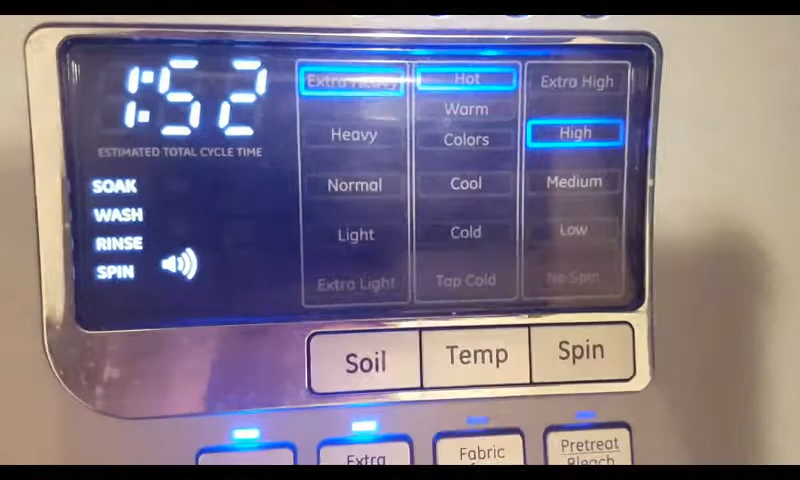 1:52
ESTIMATED TOTAL CYCLE TIME
SOAK
WASH
RINSE
SPIN
Extra Heavy
Heavy
Normal
Light
Extra Light
Hot
Warm
Colors
Cool
Cold
Tap Cold
Extra High
High
Medium
Low
No Spin
Soil
Temp
Spin
Extra
Fabric
Pretreat
Bleach